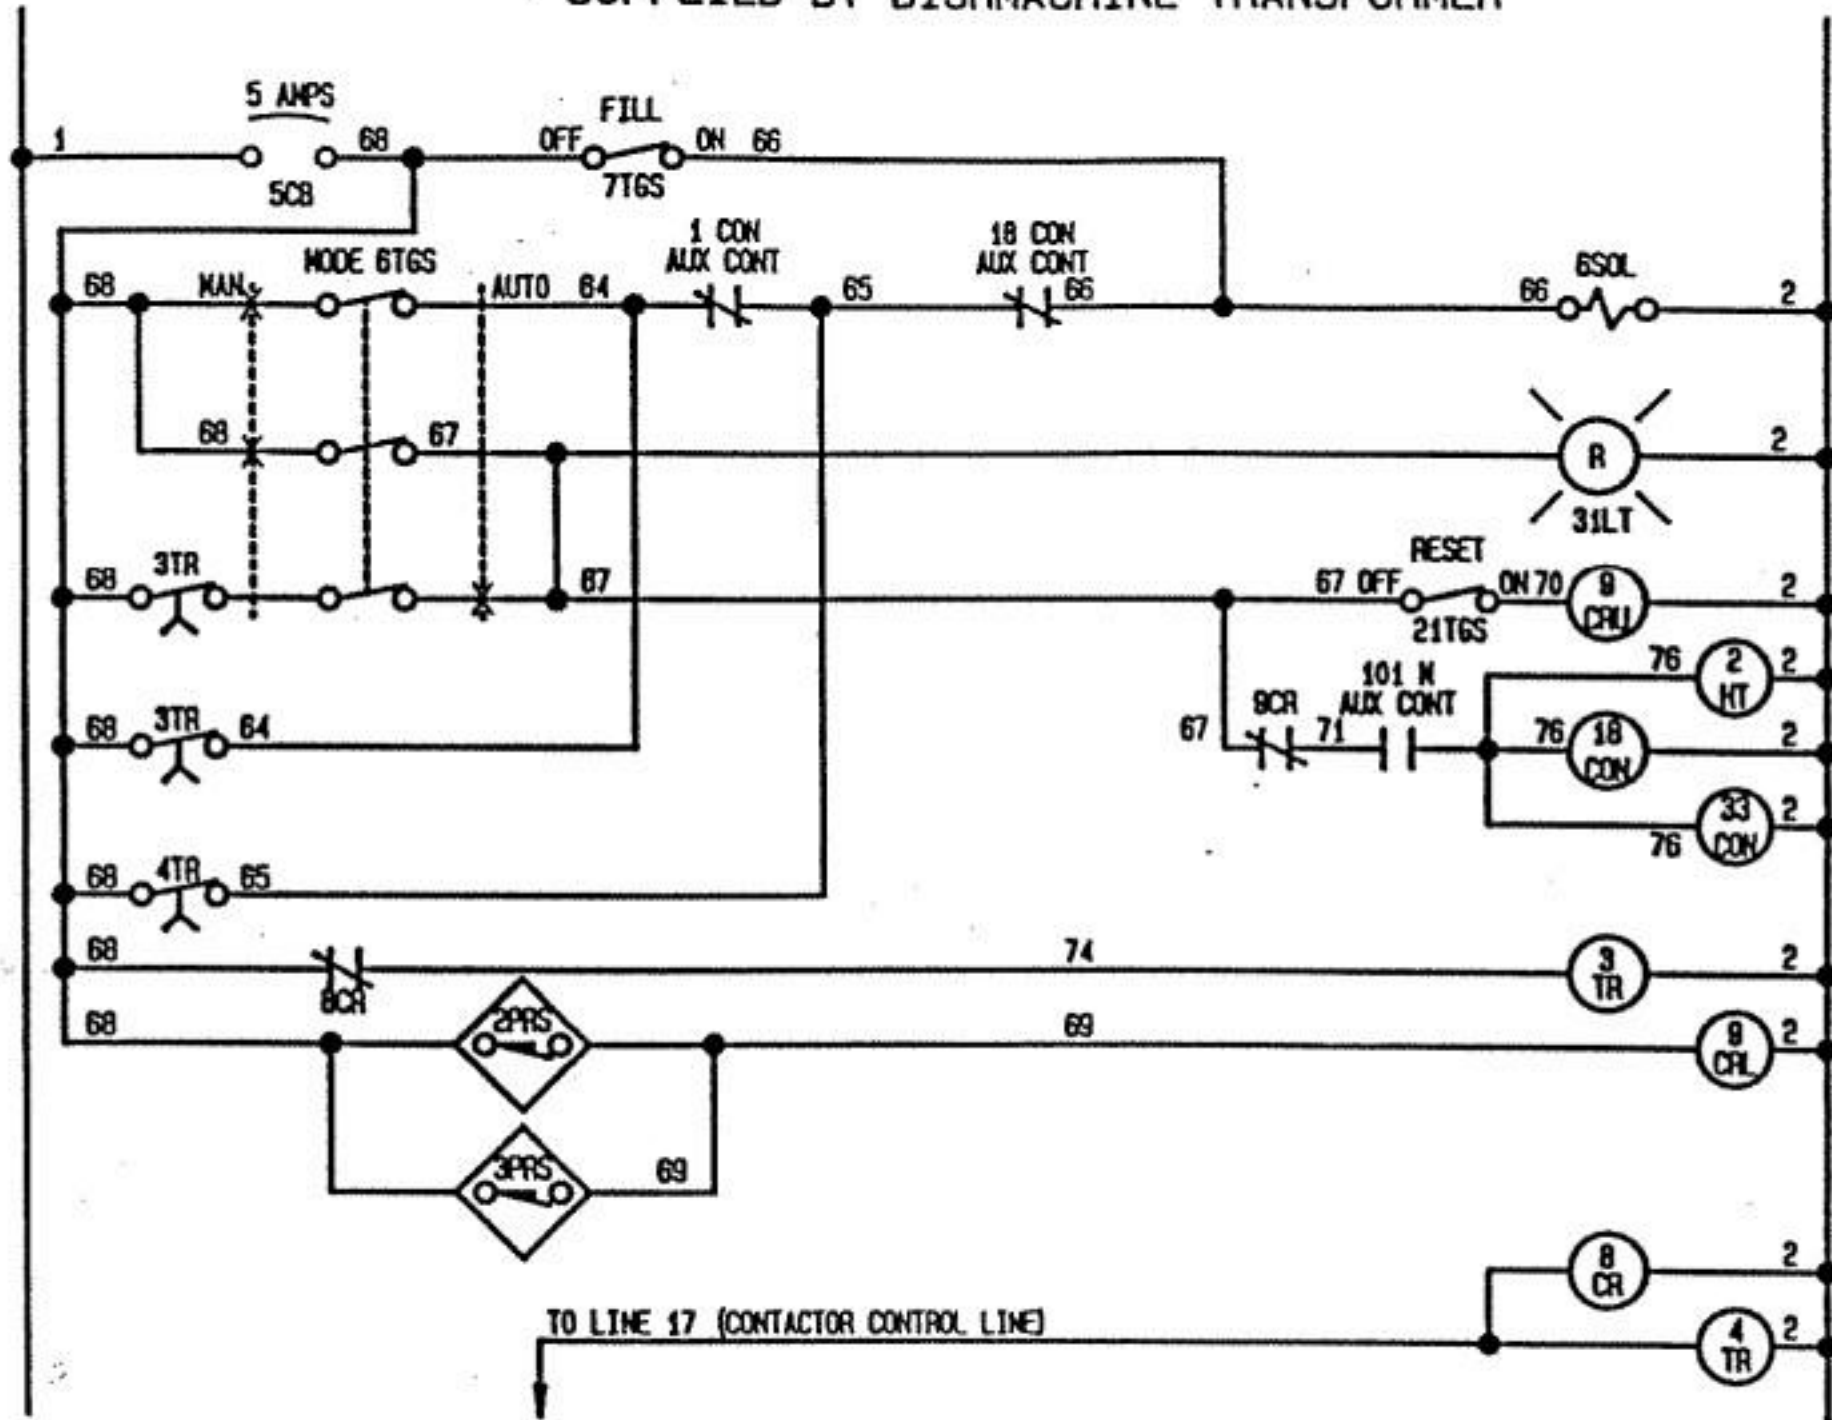 SUPPLIED BY DISHMACHINE TRANSFORMER
5 AMPS
1
68
5CB
FILL
OFF
ON 66
7TGS
68
MAN.
MODE 6TGS
AUTO 64
1 CON
AUX CONT
65
18 CON
AUX CONT
66
66
6SOL
2
68
67
R
2
31LT
68
3TR
67
67 OFF
RESET
ON 70
21TGS
9
CRU
2
68
3TR
64
67
9CR
71
101 M
AUX CONT
76
2
HT
2
76
18
CON
2
76
33
CON
2
68
4TR
65
68
8CR
74
3
TR
2
68
2PRS
69
9
CRL
2
3PRS
69
8
CR
2
TO LINE 17 (CONTACTOR CONTROL LINE)
4
TR
2